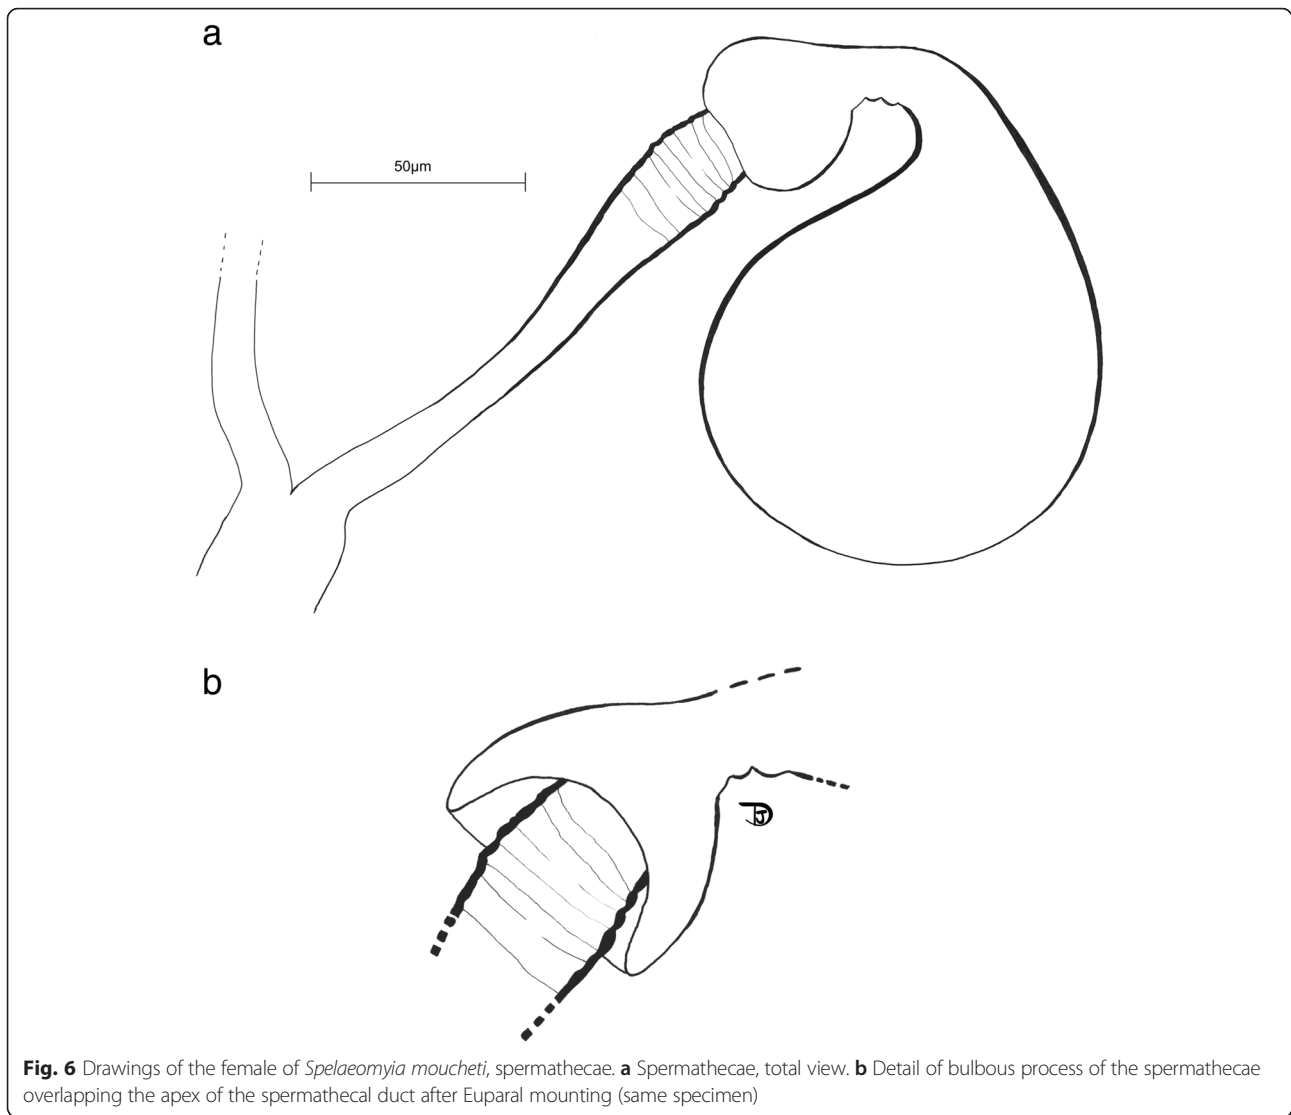 a
50µm
b
Fig. 6 Drawings of the female of Spelaeomyia moucheti, spermathecae. a Spermathecae, total view. b Detail of bulbous process of the spermathecae
overlapping the apex of the spermathecal duct after Euparal mounting (same specimen)